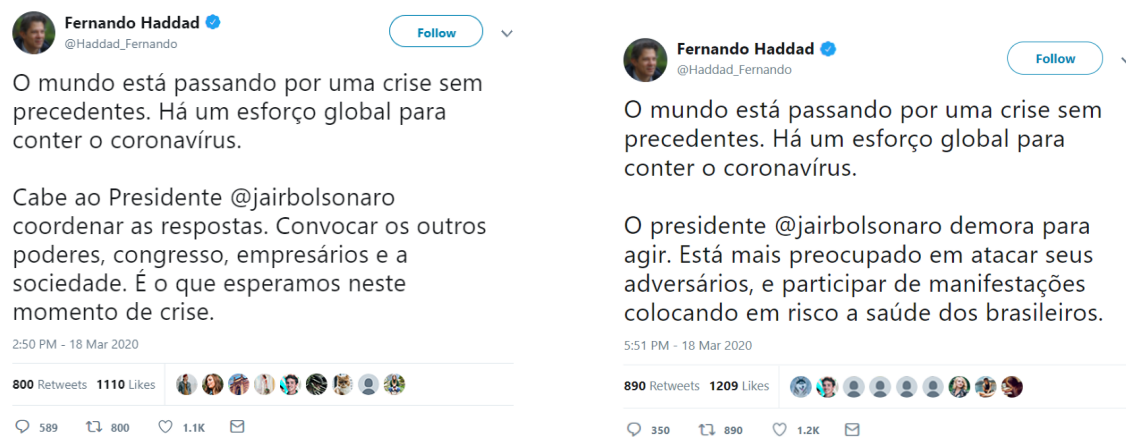 Fernando Haddad
@Haddad_Fernando
Follow
O mundo está passando por uma crise sem
precedentes. Há um esforço global para
conter o coronavírus.
Cabe ao Presidente @jairbolsonaro
coordenar as respostas. Convocar os outros
poderes, congresso, empresários e a
sociedade. É o que esperamos neste
momento de crise.
2:50 PM - 18 Mar 2020
800 Retweets 1110 Likes
589 800 1.1K
Fernando Haddad
@Haddad_Fernando
Follow
O mundo está passando por uma crise sem
precedentes. Há um esforço global para
conter o coronavírus.
O presidente @jairbolsonaro demora para
agir. Está mais preocupado em atacar seus
adversários, e participar de manifestações
colocando em risco a saúde dos brasileiros.
5:51 PM - 18 Mar 2020
890 Retweets 1209 Likes
350 890 1.2K